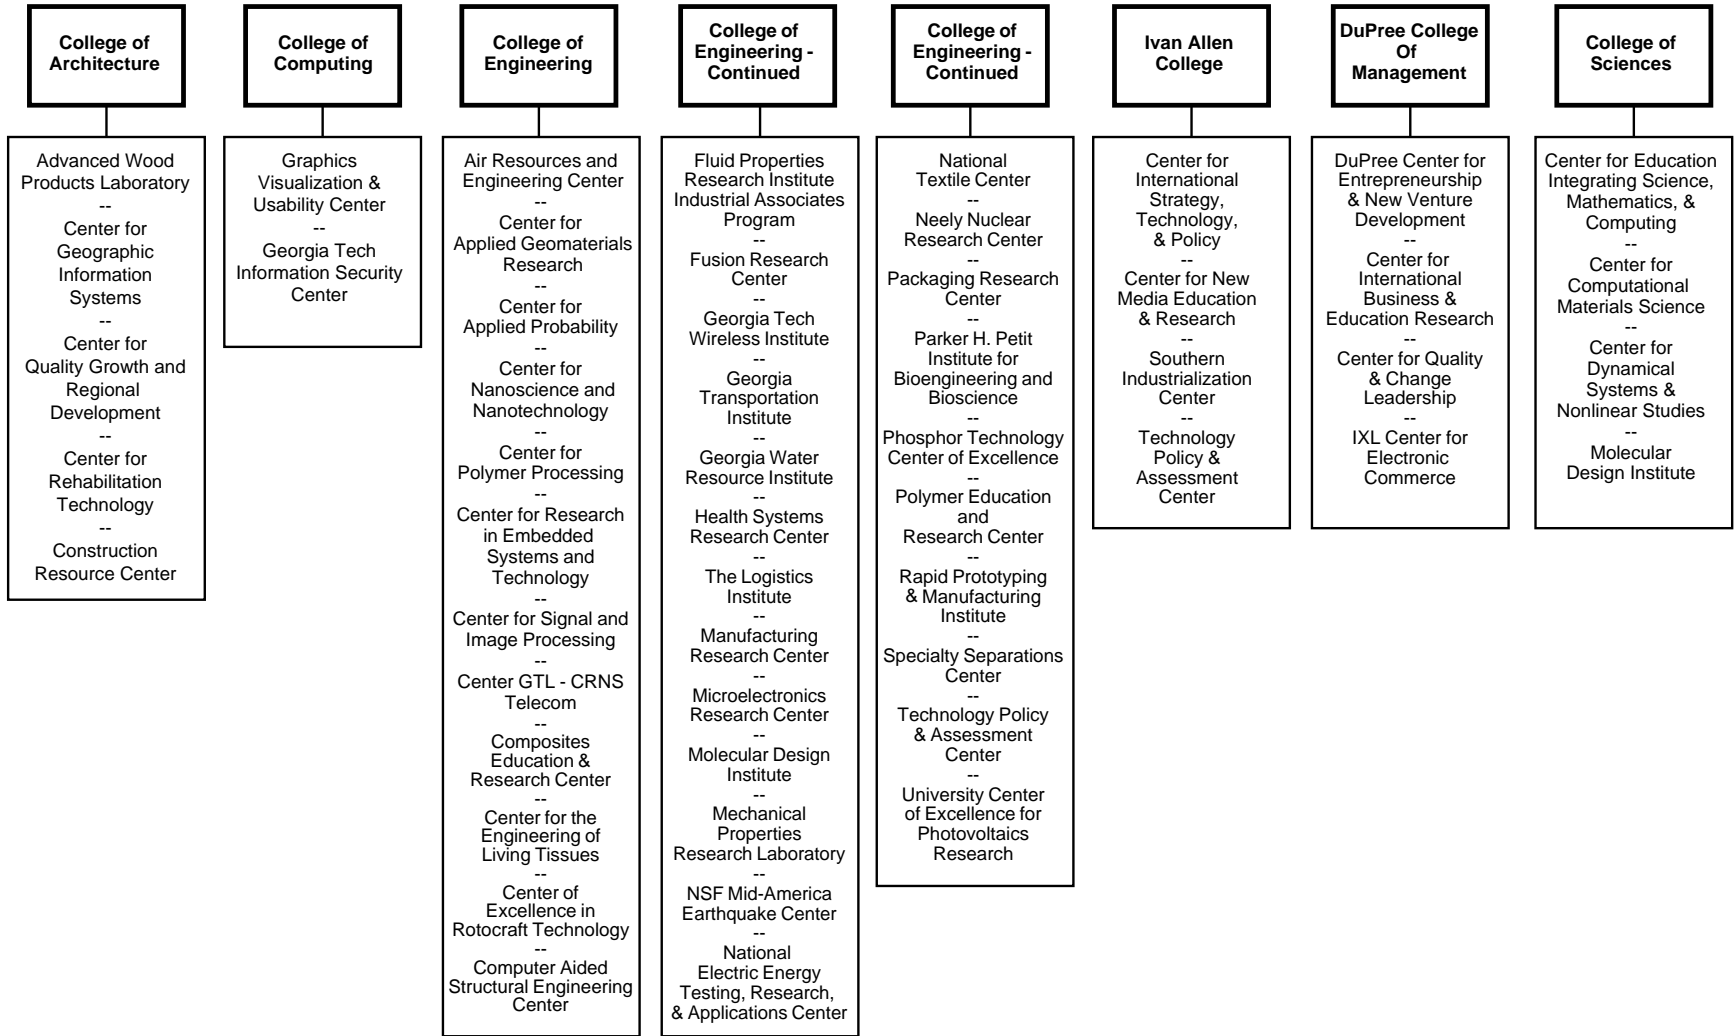 College of
Architecture
Advanced Wood
Products Laboratory
--
Center for
Geographic
Information
Systems
--
Center for
Quality Growth and
Regional
Development
--
Center for
Rehabilitation
Technology
--
Construction
Resource Center
College of
Computing
Graphics
Visualization &
Usability Center
--
Georgia Tech
Information Security
Center
College of
Engineering
Air Resources and
Engineering Center
--
Center for
Applied Geomaterials
Research
--
Center for
Applied Probability
--
Center for
Nanoscience and
Nanotechnology
--
Center for
Polymer Processing
--
Center for Research
in Embedded
Systems and
Technology
--
Center for Signal and
Image Processing
--
Center GTL - CRNS
Telecom
--
Composites
Education &
Research Center
--
Center for the
Engineering of
Living Tissues
--
Center of
Excellence in
Rotocraft Technology
--
Computer Aided
Structural Engineering
Center
College of
Engineering -
Continued
Fluid Properties
Research Institute
Industrial Associates
Program
--
Fusion Research
Center
--
Georgia Tech
Wireless Institute
--
Georgia
Transportation
Institute
--
Georgia Water
Resource Institute
--
Health Systems
Research Center
--
The Logistics
Institute
--
Manufacturing
Research Center
--
Microelectronics
Research Center
--
Molecular Design
Institute
--
Mechanical
Properties
Research Laboratory
--
NSF Mid-America
Earthquake Center
--
National
Electric Energy
Testing, Research,
& Applications Center
College of
Engineering -
Continued
National
Textile Center
--
Neely Nuclear
Research Center
--
Packaging Research
Center
--
Parker H. Petit
Institute for
Bioengineering and
Bioscience
--
Phosphor Technology
Center of Excellence
--
Polymer Education
and
Research Center
--
Rapid Prototyping
& Manufacturing
Institute
--
Specialty Separations
Center
--
Technology Policy
& Assessment
Center
--
University Center
of Excellence for
Photovoltaics
Research
Ivan Allen
College
Center for
International
Strategy,
Technology,
& Policy
--
Center for New
Media Education
& Research
--
Southern
Industrialization
Center
--
Technology
Policy &
Assessment
Center
DuPree College
Of
Management
DuPree Center for
Entrepreneurship
& New Venture
Development
--
Center for
International
Business &
Education Research
--
Center for Quality
& Change
Leadership
--
IXL Center for
Electronic
Commerce
College of
Sciences
Center for Education
Integrating Science,
Mathematics, &
Computing
--
Center for
Computational
Materials Science
--
Center for
Dynamical
Systems &
Nonlinear Studies
--
Molecular
Design Institute